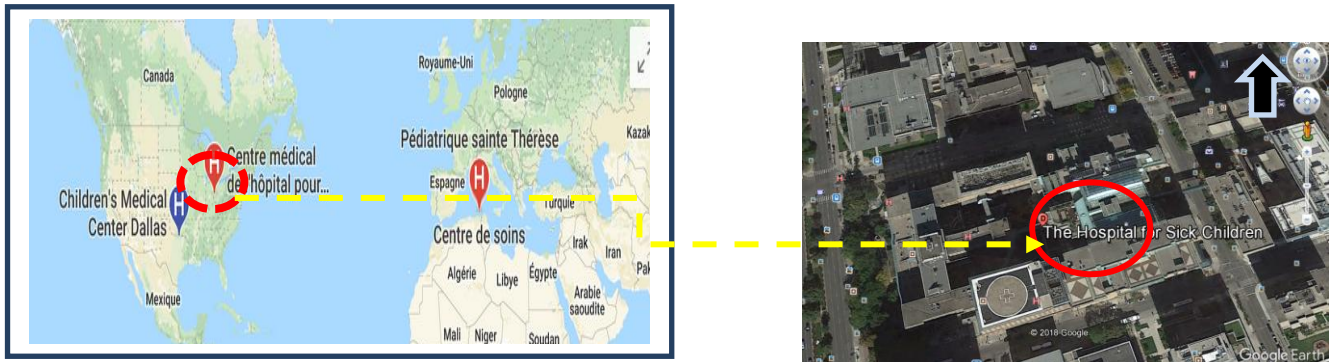 Canada
Royaume-Uni
Pologne
Kazak
Pédiatrique sainte Thérèse
Centre médical
de l'hôpital pour...
H
H
H
Espagne
Turquie
Children's Medical
Center Dallas
Centre de soins
Irak
Iran
Algérie
Libye
Égypte
Pak
Arabie
saoudite
Mexique
Mali
Niger
Soudan
The Hospital for Sick Children
© 2018 Google
Google Earth